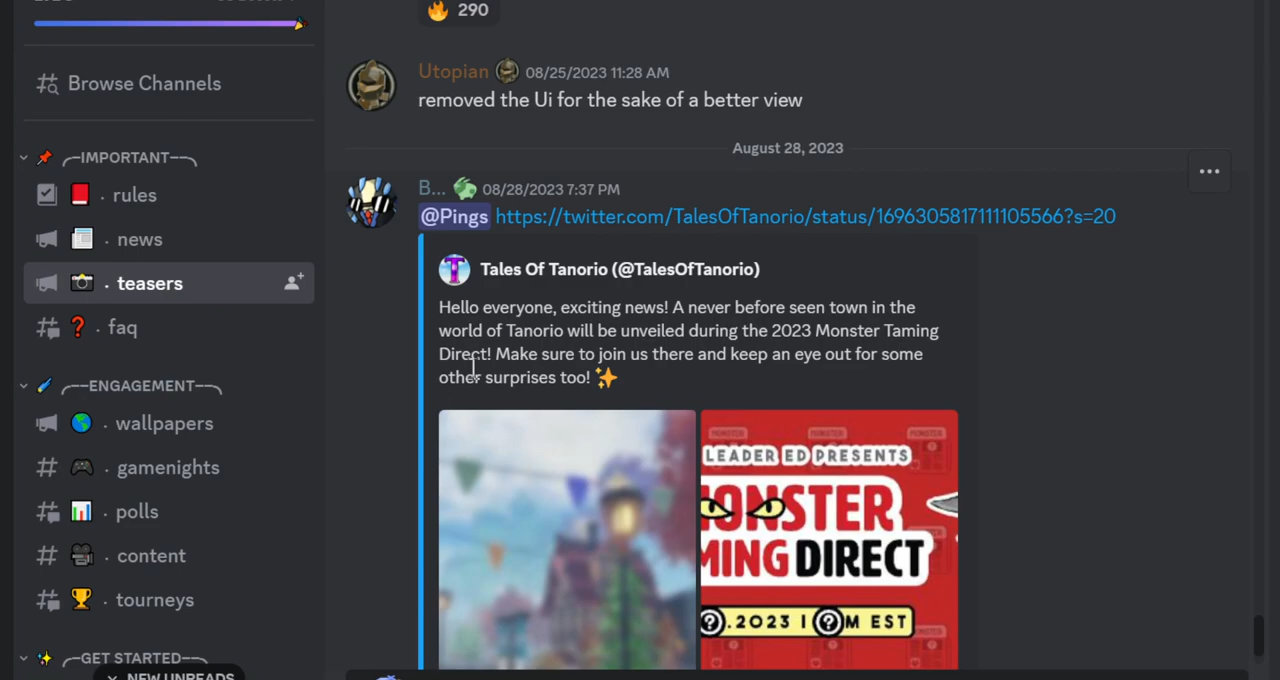 Browse Channels
IMPORTANT
rules
news
teasers
faq
ENGAGEMENT
wallpapers
gamenights
polls
content
tourneys
GET STARTED
NEW UNREADS
290
Utopian 08/25/2023 11:28 AM
removed the Ui for the sake of a better view
August 28, 2023
B... 08/28/2023 7:37 PM
@Pings https://twitter.com/TalesOfTanorio/status/1696305817111105566?s=20
Tales Of Tanorio (@TalesOfTanorio)
Hello everyone, exciting news! A never before seen town in the
world of Tanorio will be unveiled during the 2023 Monster Taming
Direct! Make sure to join us there and keep an eye out for some
other surprises too!
LEADER ED PRESENTS
MONSTER
MING DIRECT
?.2023 | ?M EST